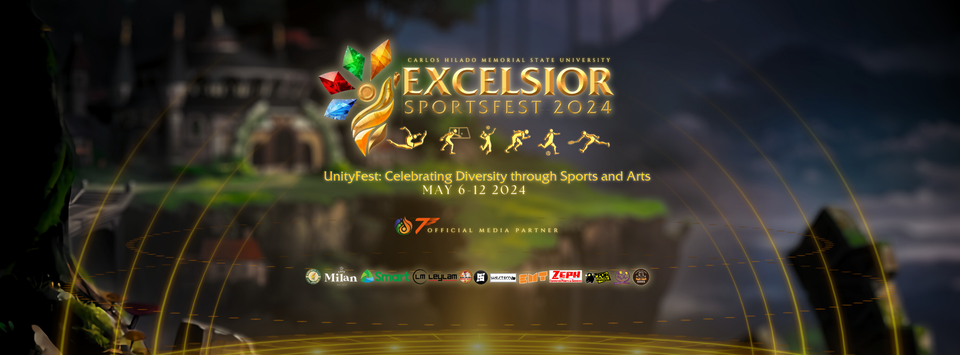 CARLOS HILADO MEMORIAL STATE UNIVERSITY
EXCELSIOR
SPORTSFEST 2024
UnityFest: Celebrating Diversity through Sports and Arts
MAY 6-12 2024
OFFICIAL MEDIA PARTNER
Milan Smart LM LEYLAM ZEPH